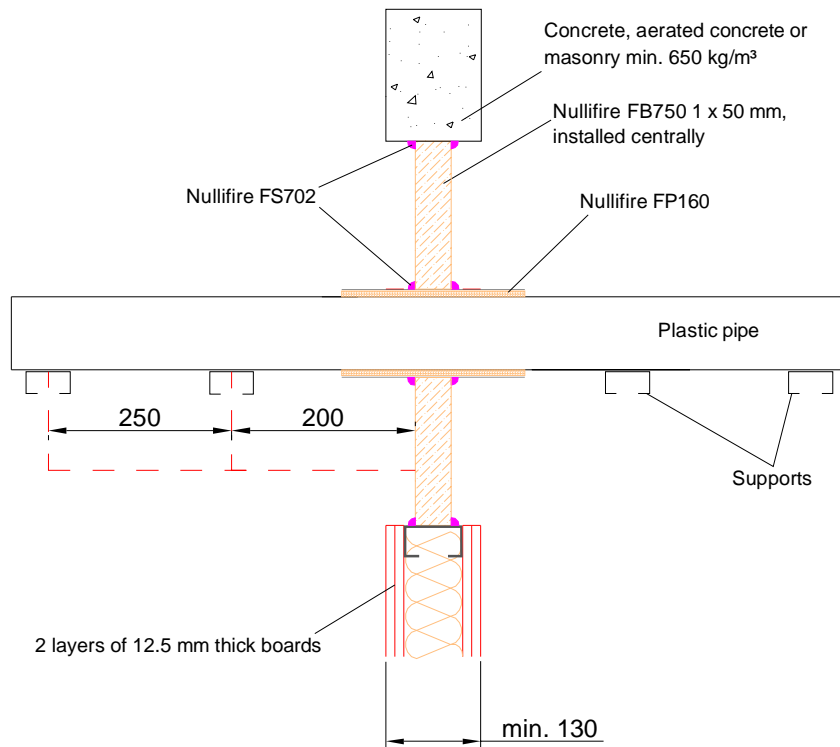 Concrete, aerated concrete or
masonry min. 650 kg/m³
Nullifire FB750 1 x 50 mm,
installed centrally
Nullifire FS702
Nullifire FP160
Plastic pipe
250
200
Supports
2 layers of 12.5 mm thick boards
min. 130